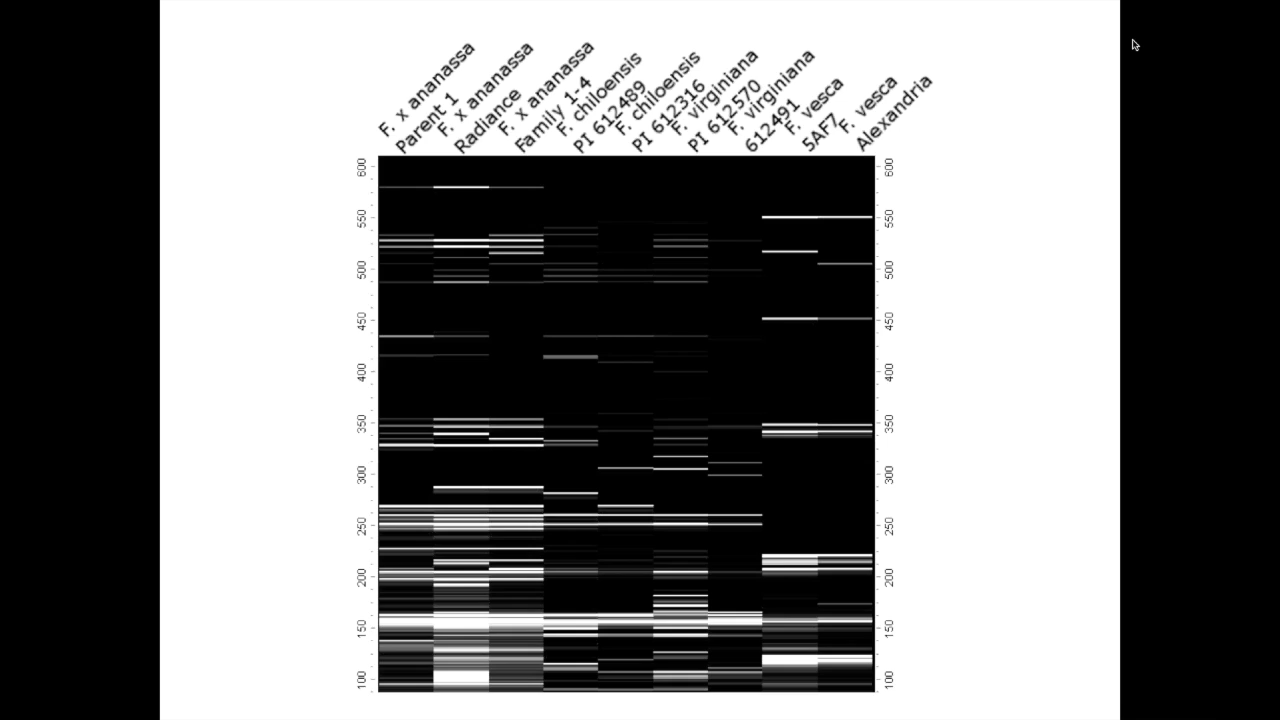 F. x ananassa
Parent 1
F. x ananassa
Radiance
F. x ananassa
Family 1-4
F. chiloensis
PI 612489
F. chiloensis
PI 612316
F. virginiana
PI 612570
F. virginiana
612491
F. vesca
5AF7
F. vesca
Alexandria
600 600
550 550
500 500
450 450
400 400
350 350
300 300
250 250
200 200
150 150
100 100